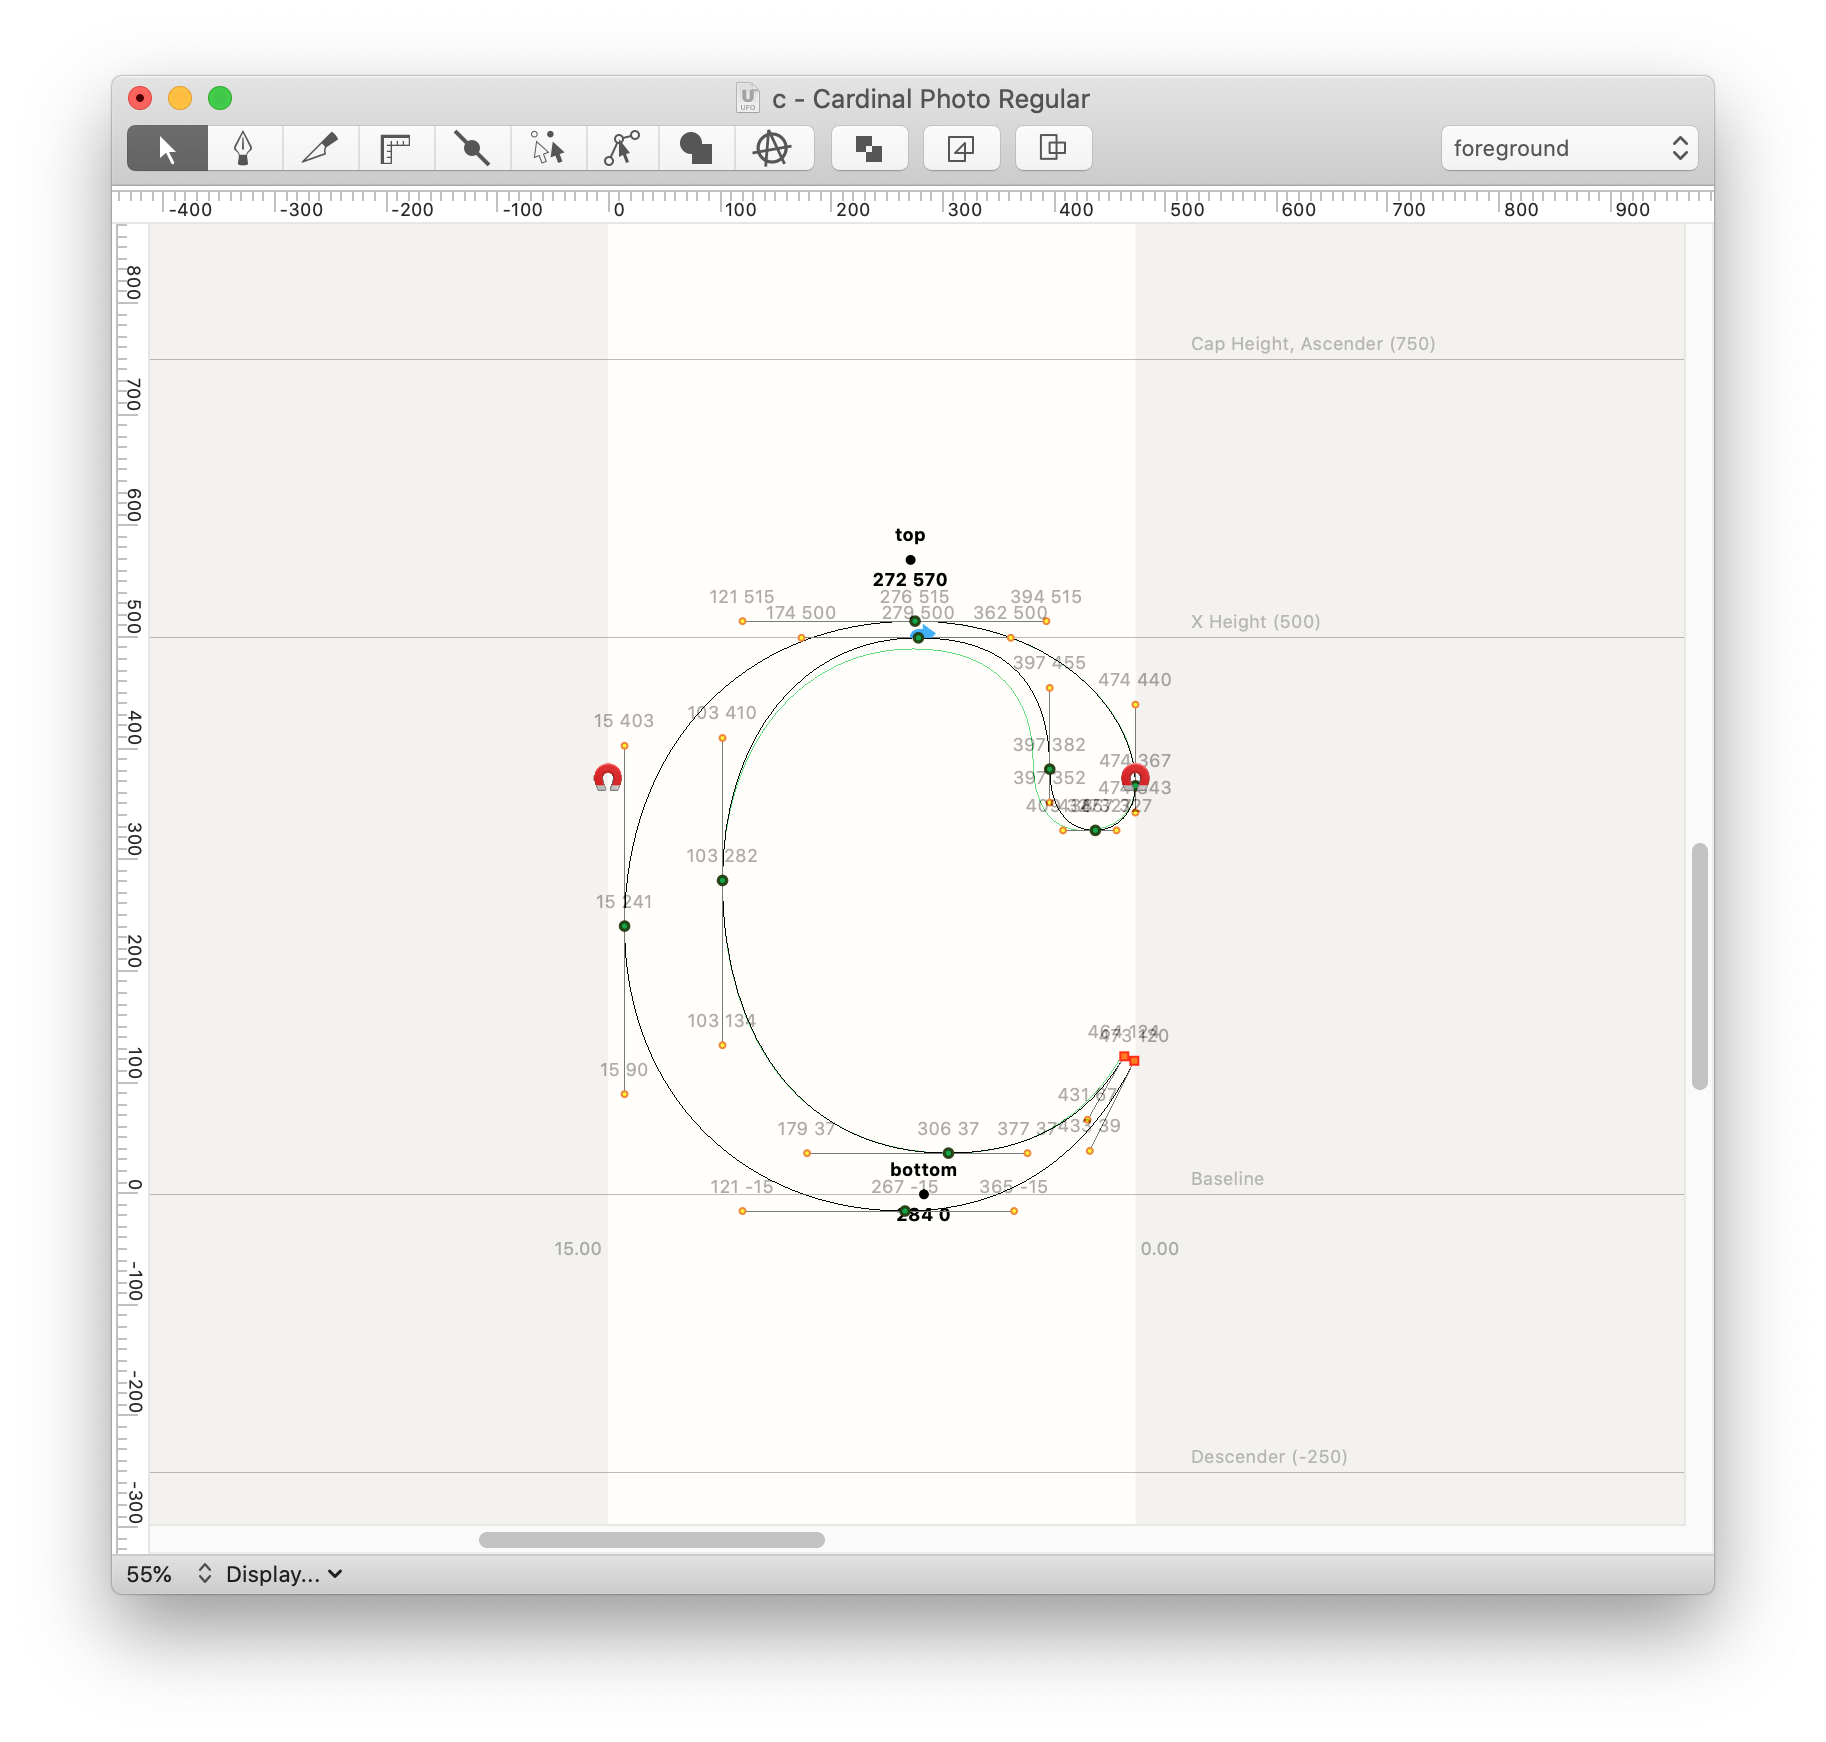 c - Cardinal Photo Regular
foreground
-400 -300 -200 -100 0 100 200 300 400 500 600 700 800 900
800
700
600
500
400
300
200
100
0
-100
-200
-300
Cap Height, Ascender (750)
top
272 570
121 515 276 515 394 515
174 500 279 500 362 500
X Height (500)
397 455
474 440
103 410
15 403
397 382
474 367
397 352
474 343
103 282
15 241
464 124
473 120
103 134
15 90
431 67
433 39
179 37 306 37 377 37
bottom
Baseline
121 -15 267 -15 365 -15
284 0
15.00 0.00
Descender (-250)
55% Display...